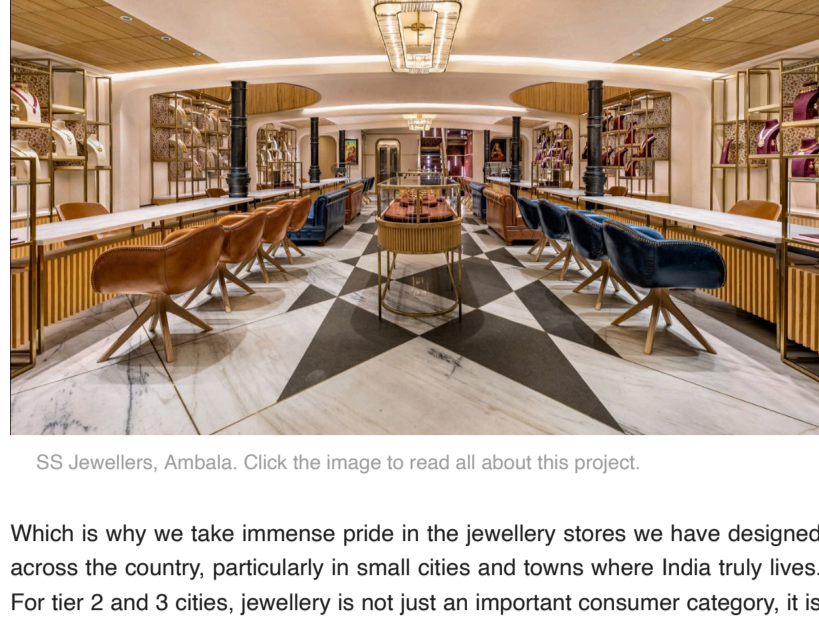 SS Jewellers, Ambala. Click the image to read all about this project.
Which is why we take immense pride in the jewellery stores we have designed
across the country, particularly in small cities and towns where India truly lives.
For tier 2 and 3 cities, jewellery is not just an important consumer category, it is